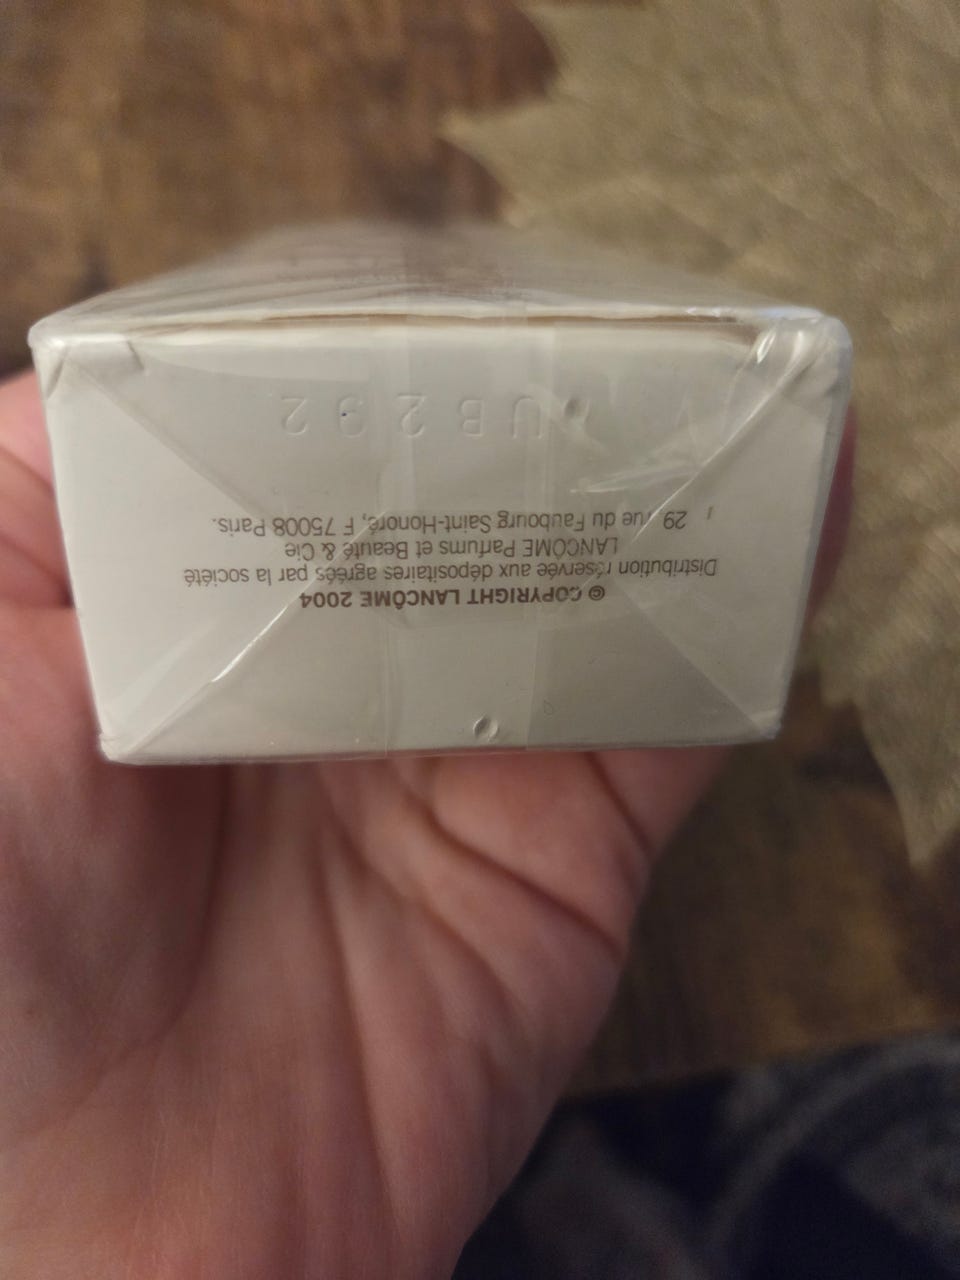 © COPYRIGHT LANCÔME 2004
Distribution réservée aux dépositaires agréés par la société
LANCÔME Parfums et Beauté & Cie
29, rue du Faubourg Saint-Honoré, F 75008 Paris.
UB292